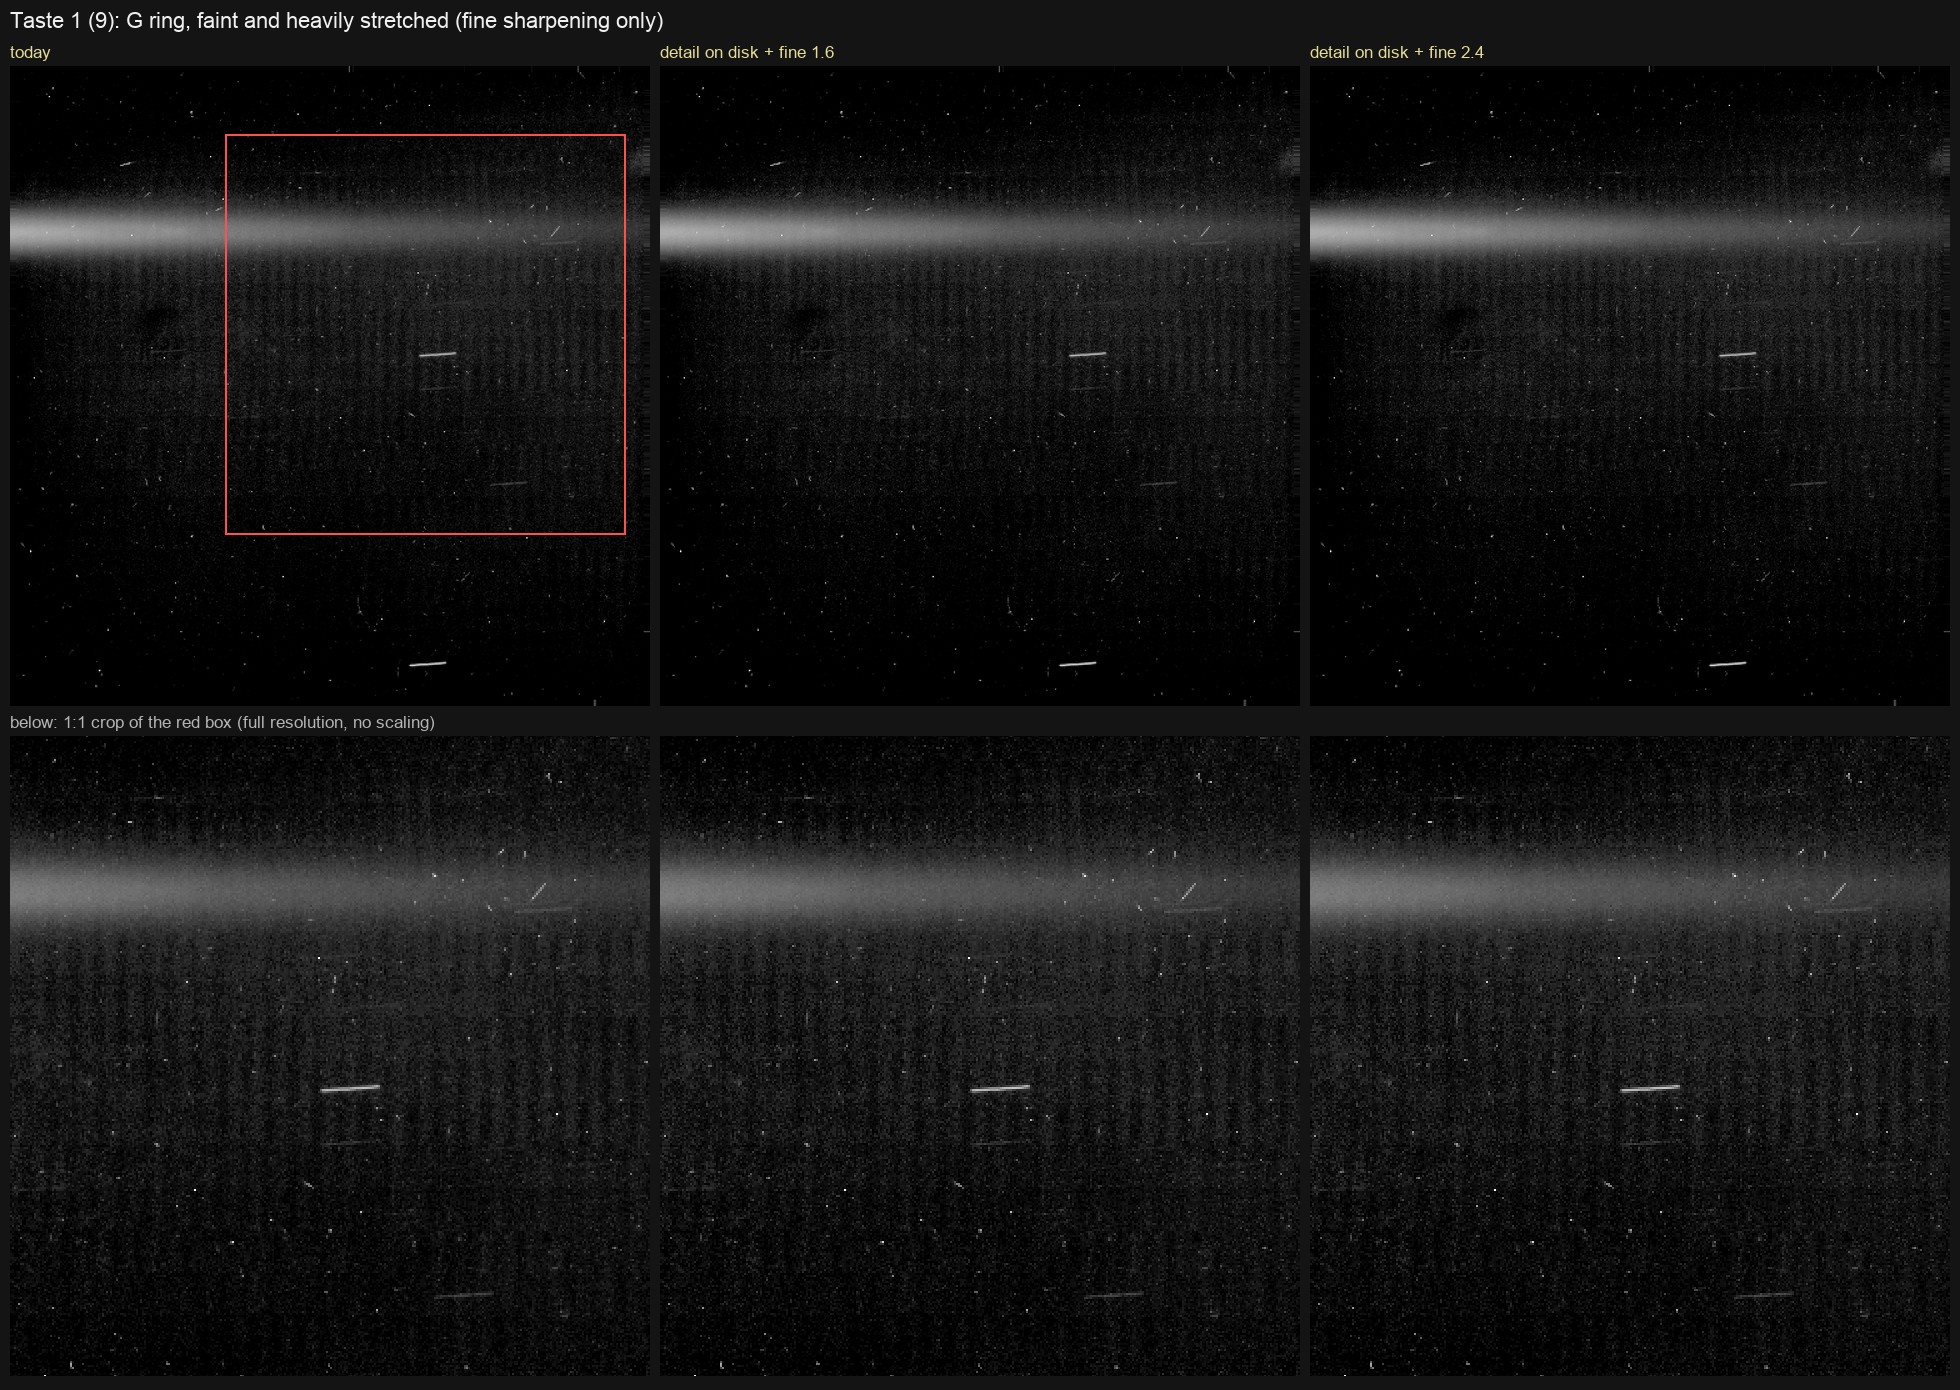 Taste 1 (9): G ring, faint and heavily stretched (fine sharpening only)
today
detail on disk + fine 1.6
detail on disk + fine 2.4
below: 1:1 crop of the red box (full resolution, no scaling)